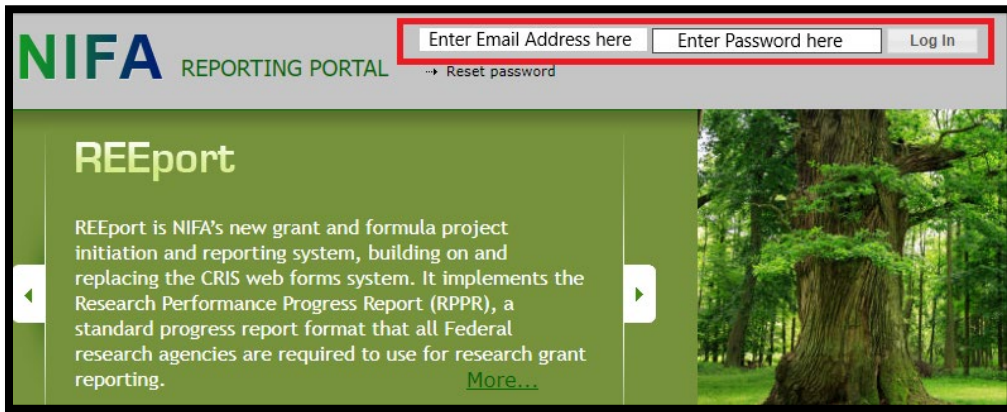 NIFA REPORTING PORTAL
Enter Email Address here Enter Password here Log In
Reset password
REEport
REEport is NIFA's new grant and formula project
initiation and reporting system, building on and
replacing the CRIS web forms system. It implements the
Research Performance Progress Report (RPPR), a
standard progress report format that all Federal
research agencies are required to use for research grant
reporting. More...